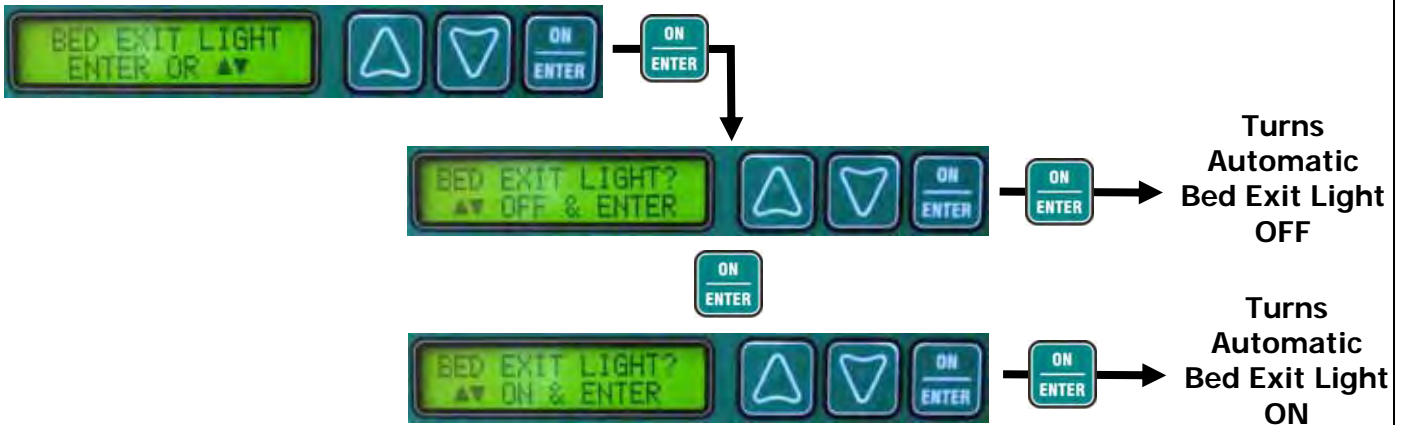 BED EXIT LIGHT
ENTER OR ▲▼
ON
ENTER
ON
ENTER
BED EXIT LIGHT?
▲▼ OFF & ENTER
ON
ENTER
ON
ENTER
Turns
Automatic
Bed Exit Light
OFF
ON
ENTER
BED EXIT LIGHT?
▲▼ ON & ENTER
ON
ENTER
ON
ENTER
Turns
Automatic
Bed Exit Light
ON